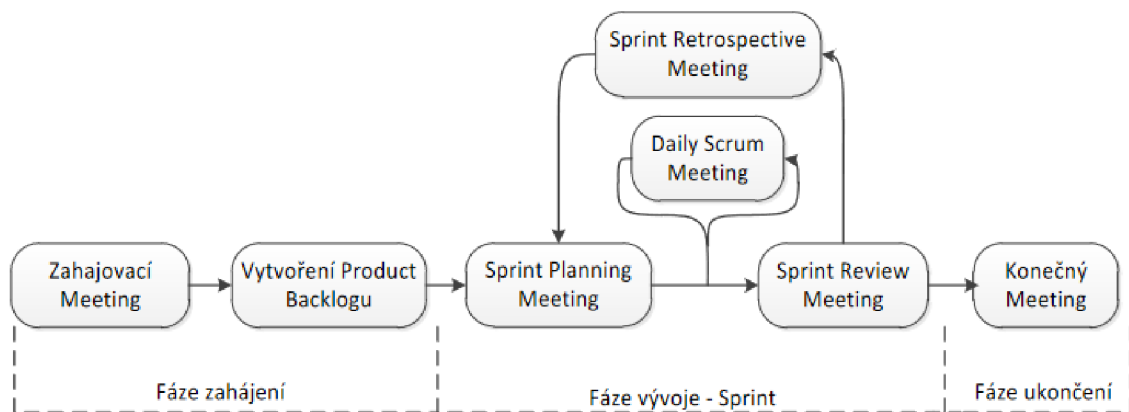 Sprint Retrospective
Meeting
Daily Scrum
Meeting
Zahajovací
Meeting
Vytvoření Product
Backlogu
Sprint Planning
Meeting
Sprint Review
Meeting
Konečný
Meeting
Fáze zahájení
Fáze vývoje - Sprint
Fáze ukončení